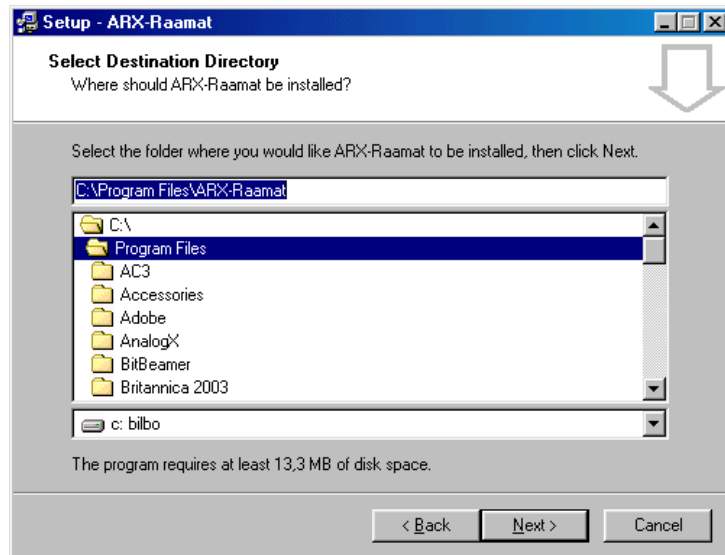 Setup - ARX-Raamat
Select Destination Directory
Where should ARX-Raamat be installed?
Select the folder where you would like ARX-Raamat to be installed, then click Next.
C:\Program Files\ARX-Raamat
C:\
Program Files
AC3
Accessories
Adobe
AnalogX
BitBeamer
Britannica 2003
c: bilbo
The program requires at least 13,3 MB of disk space.
< Back Next > Cancel